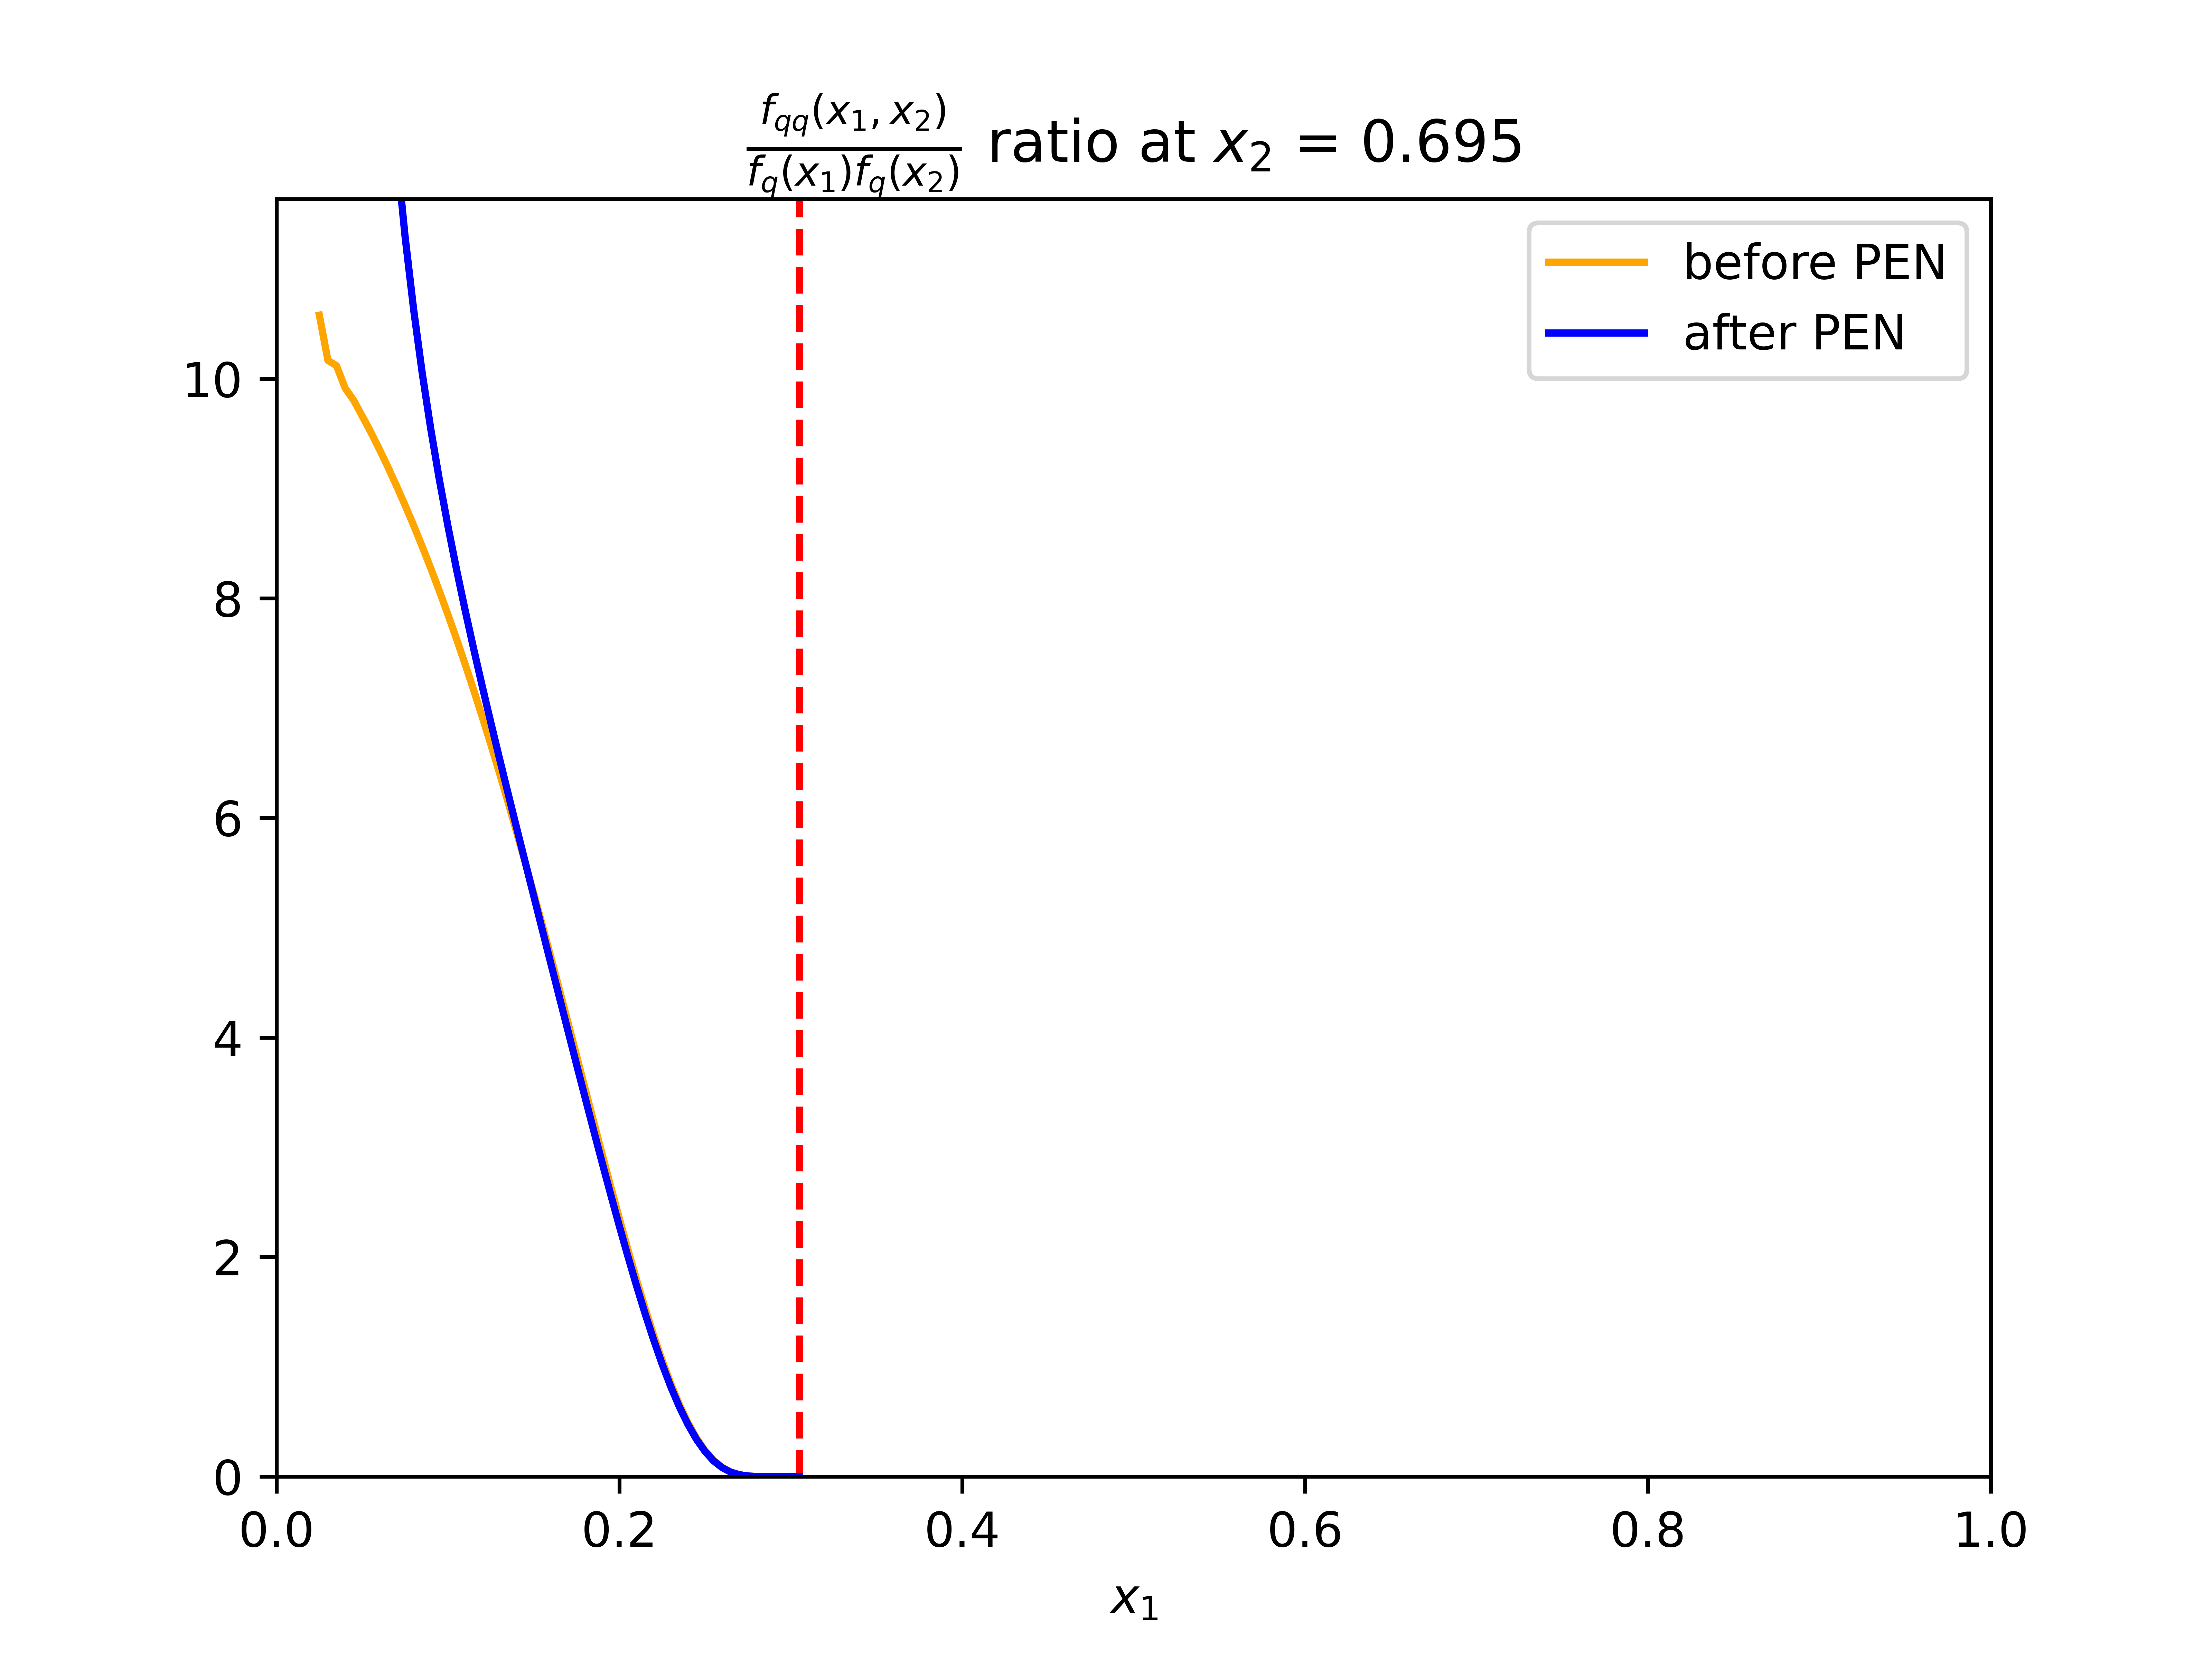 f_qq(x_1, x_2)
f_q(x_1)f_q(x_2)
ratio at x_2 = 0.695
before PEN
after PEN
10
8
6
4
2
0
0.0 0.2 0.4 0.6 0.8 1.0
x_1